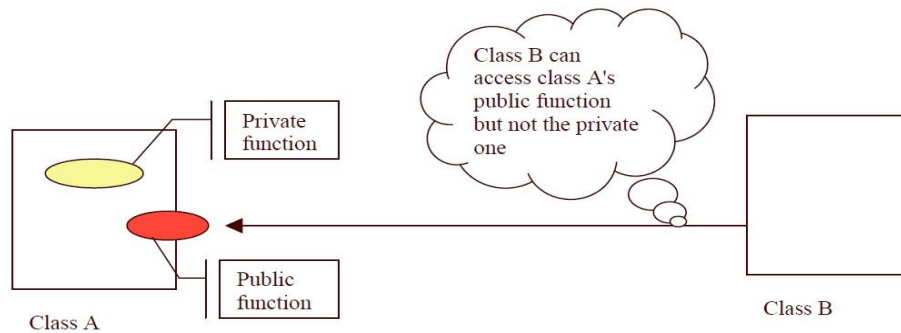 Class B can
access class A's
public function
but not the private
one
Private
function
Public
function
Class A
Class B